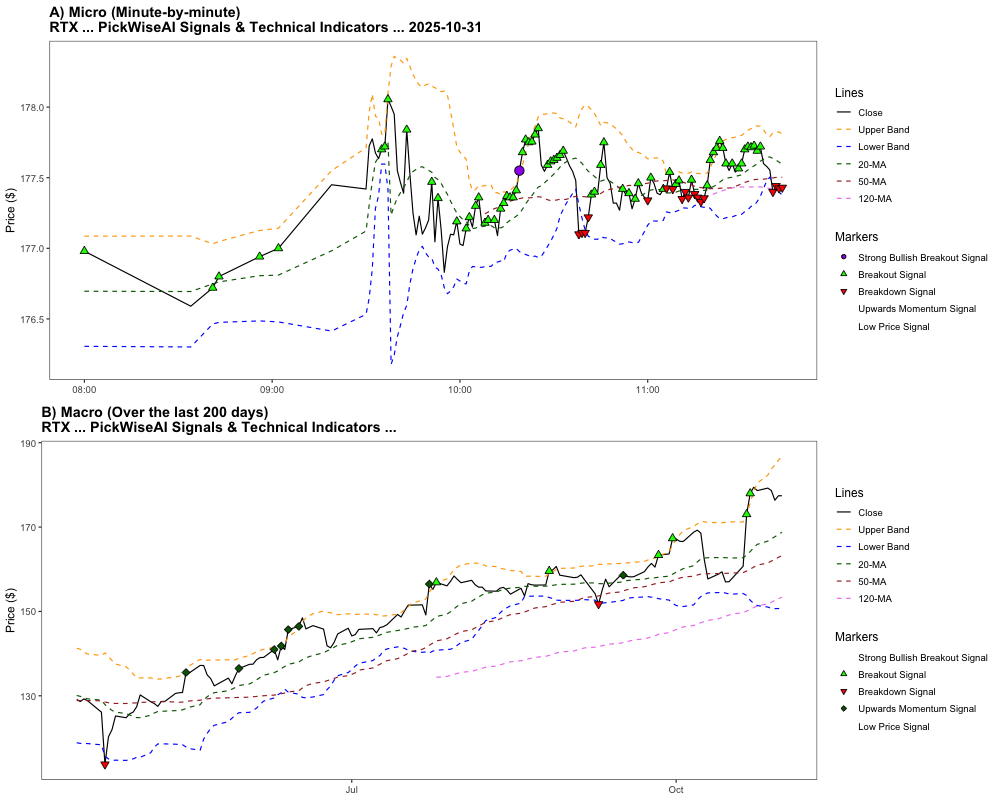 A) Micro (Minute-by-minute)
RTX ... PickWiseAI Signals & Technical Indicators ... 2025-10-31
Price ($)
178.0
177.5
177.0
176.5
08:00
09:00
10:00
11:00
Lines
Close
Upper Band
Lower Band
20-MA
50-MA
120-MA
Markers
Strong Bullish Breakout Signal
Breakout Signal
Breakdown Signal
Upwards Momentum Signal
Low Price Signal
B) Macro (Over the last 200 days)
RTX ... PickWiseAI Signals & Technical Indicators ...
Price ($)
190
170
150
130
Jul
Oct
Lines
Close
Upper Band
Lower Band
20-MA
50-MA
120-MA
Markers
Strong Bullish Breakout Signal
Breakout Signal
Breakdown Signal
Upwards Momentum Signal
Low Price Signal